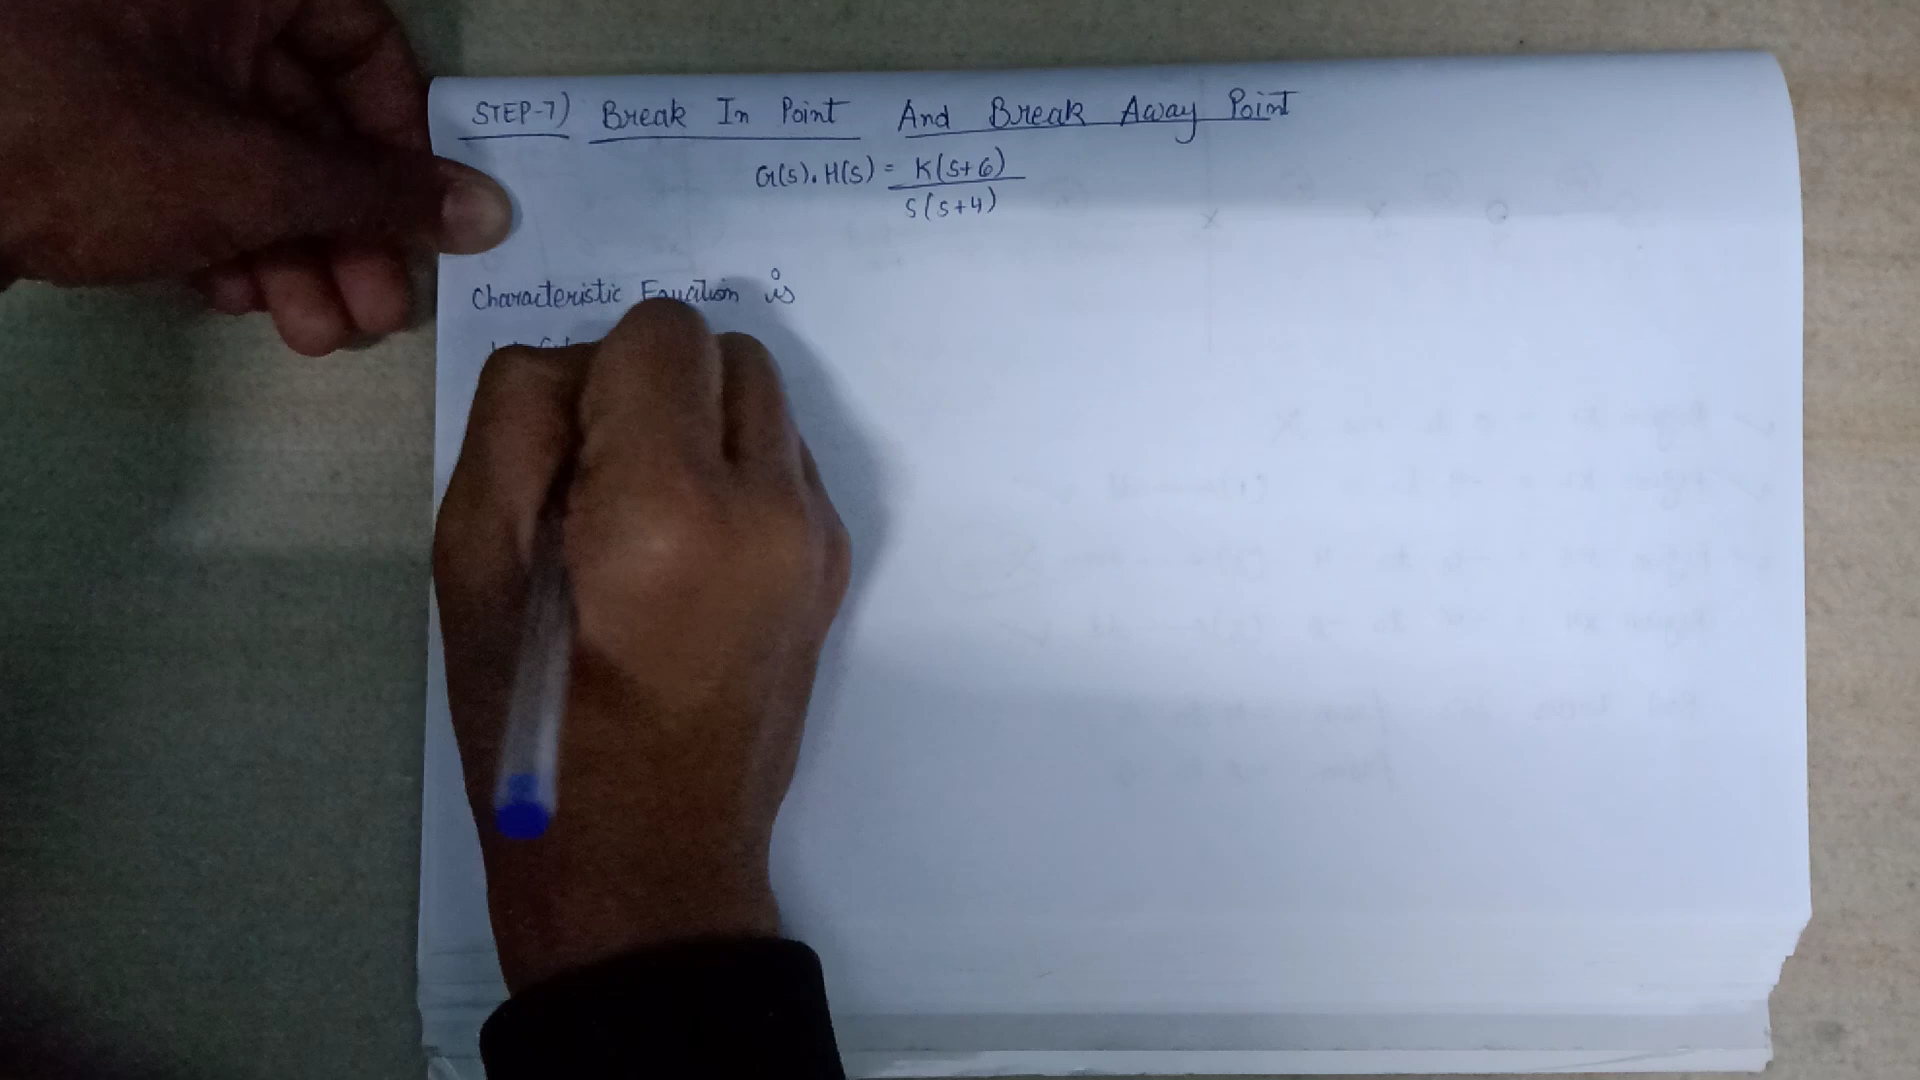 STEP-7) Break In Point And Break Away Point
G(s).H(s) = K(s+6)
s(s+4)
Characteristic Equation is